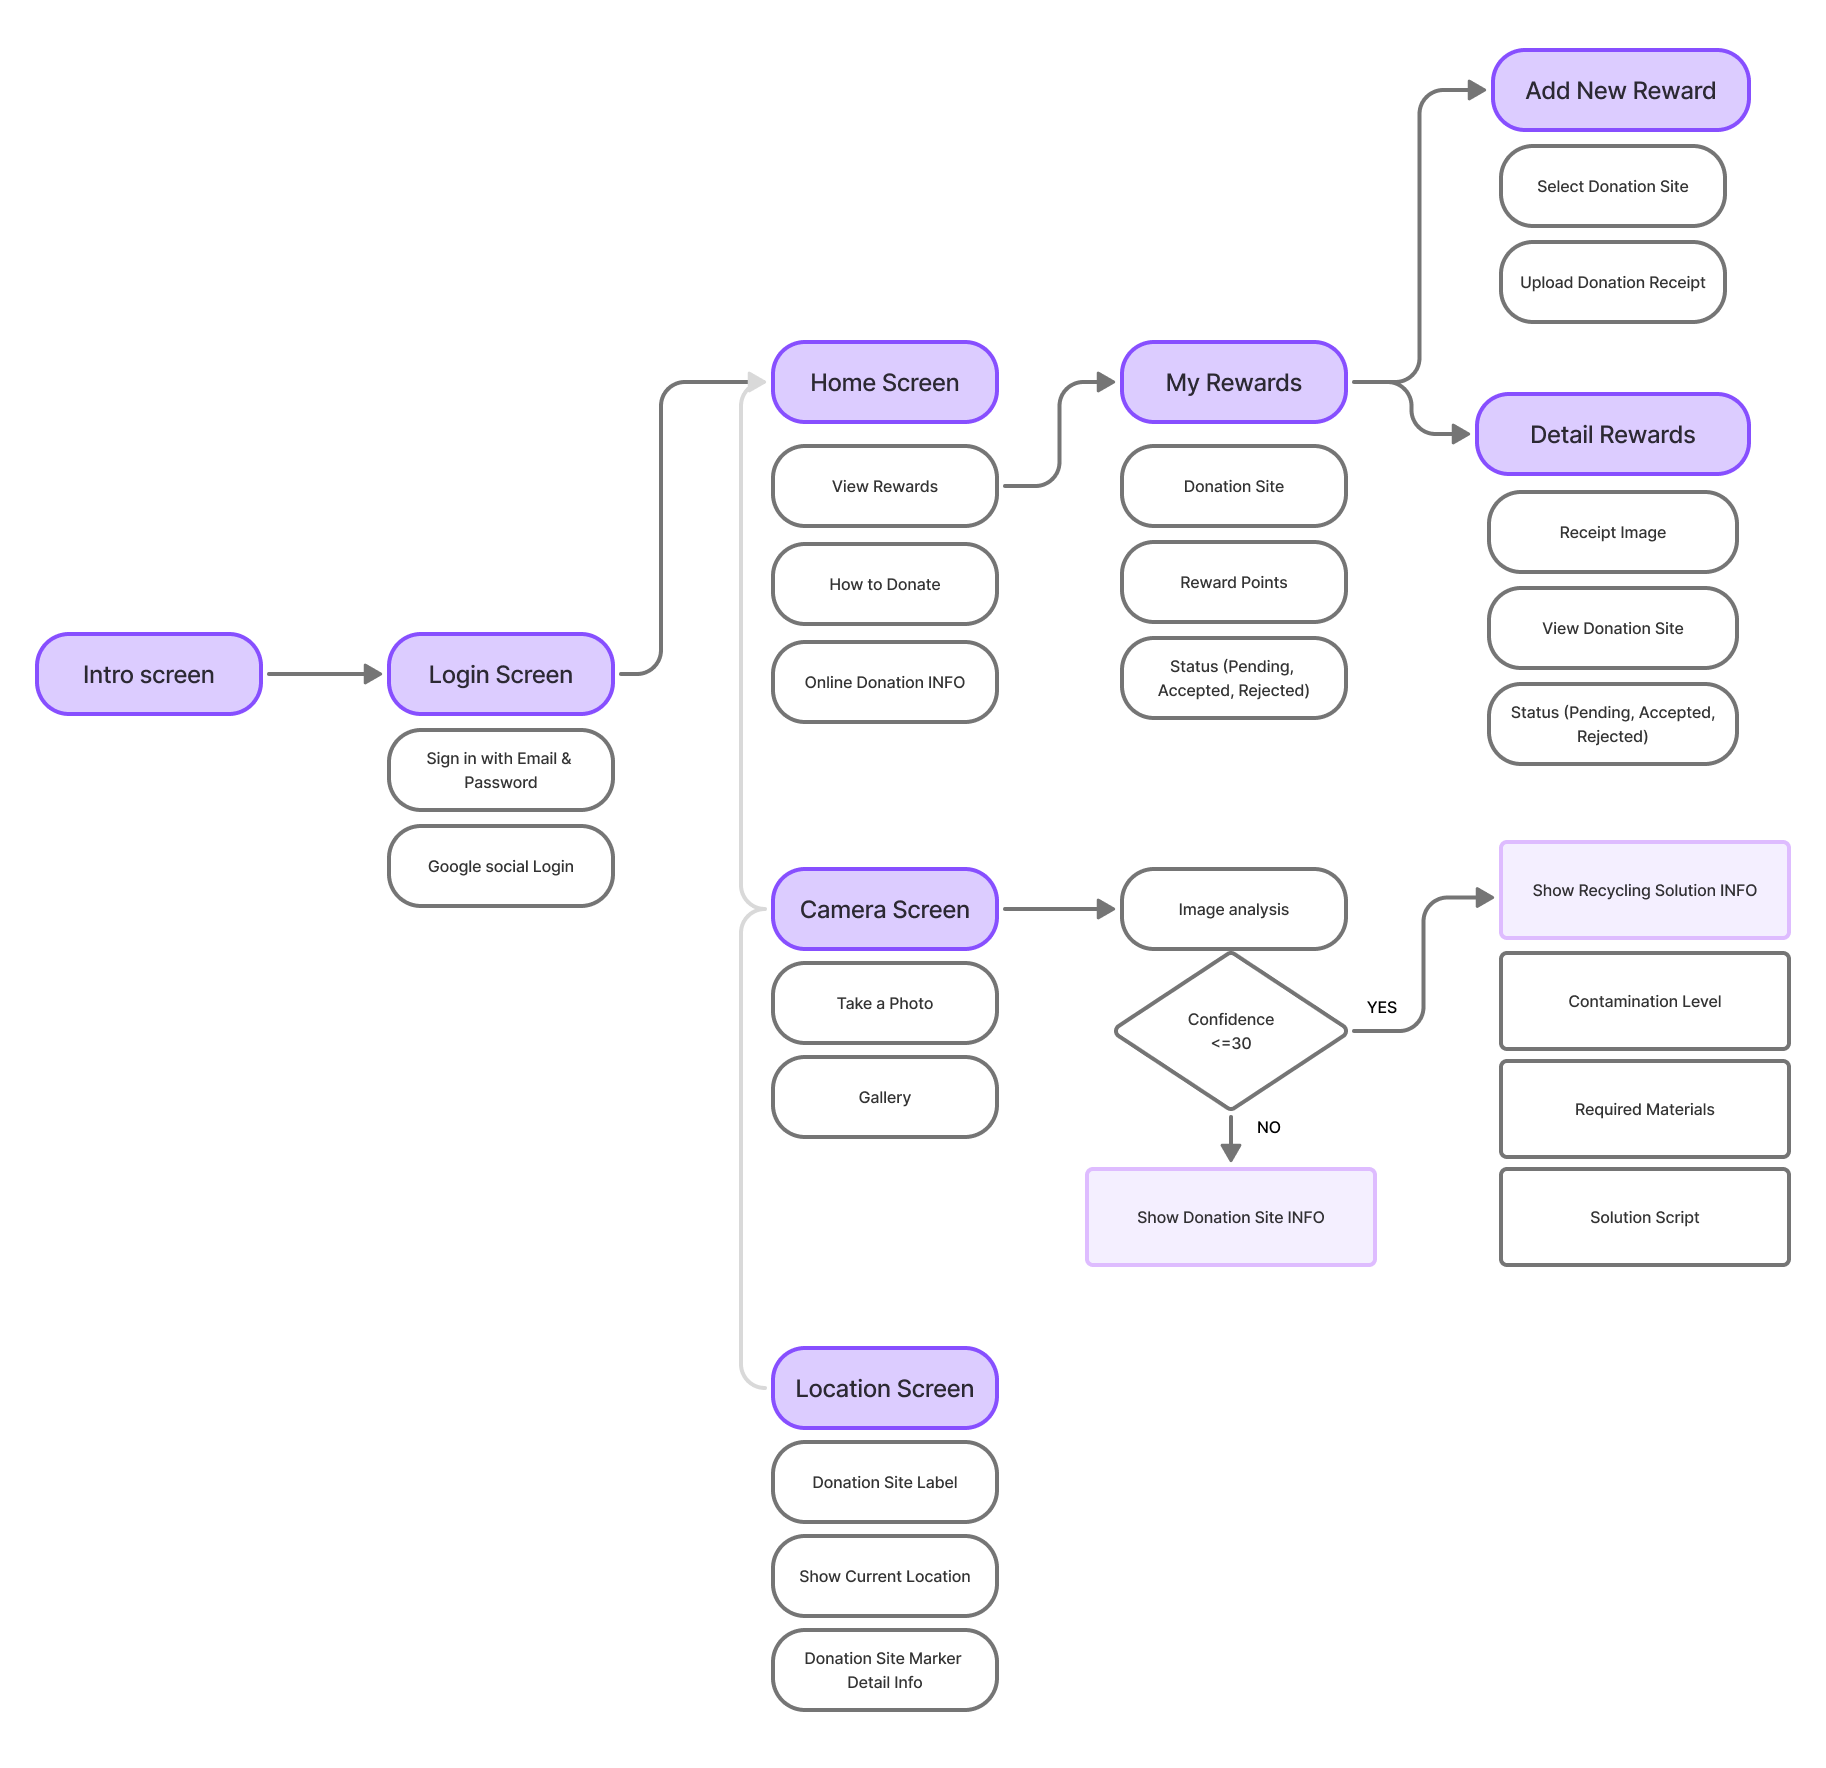 Intro screen
Login Screen
Sign in with Email &
Password
Google social Login
Home Screen
View Rewards
How to Donate
Online Donation INFO
My Rewards
Donation Site
Reward Points
Status (Pending,
Accepted, Rejected)
Add New Reward
Select Donation Site
Upload Donation Receipt
Detail Rewards
Receipt Image
View Donation Site
Status (Pending, Accepted,
Rejected)
Camera Screen
Take a Photo
Gallery
Image analysis
Confidence
<=30
YES
NO
Show Donation Site INFO
Show Recycling Solution INFO
Contamination Level
Required Materials
Solution Script
Location Screen
Donation Site Label
Show Current Location
Donation Site Marker
Detail Info